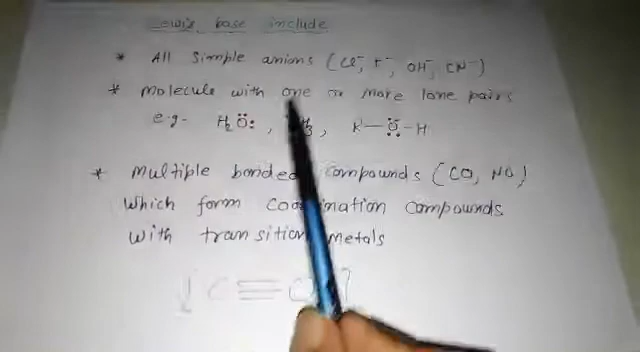 Lewis base include
* All simple anions (Cl⁻, F⁻, OH⁻, CN⁻)
* Molecule with one or more lone pairs
e.g. H₂Ö:, H₃, R—Ö—H
* Multiple bonded compounds (CO, NO)
which form coordination compounds
with transition metals
C≡O